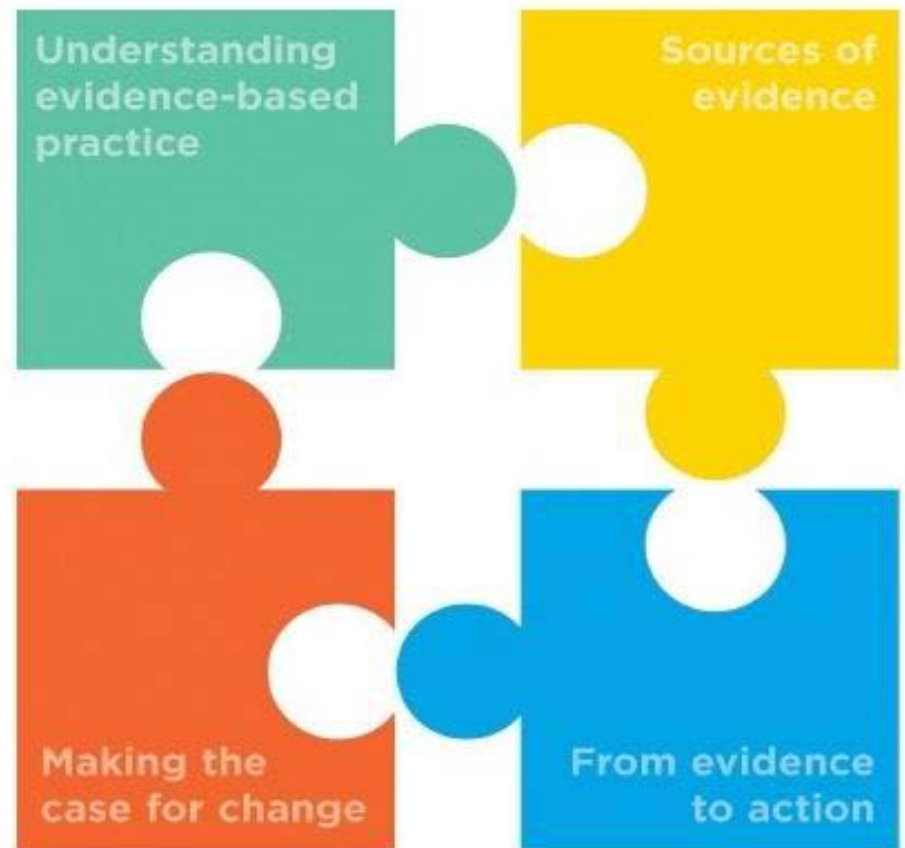 Understanding
evidence-based
practice
Sources of
evidence
Making the
case for change
From evidence
to action